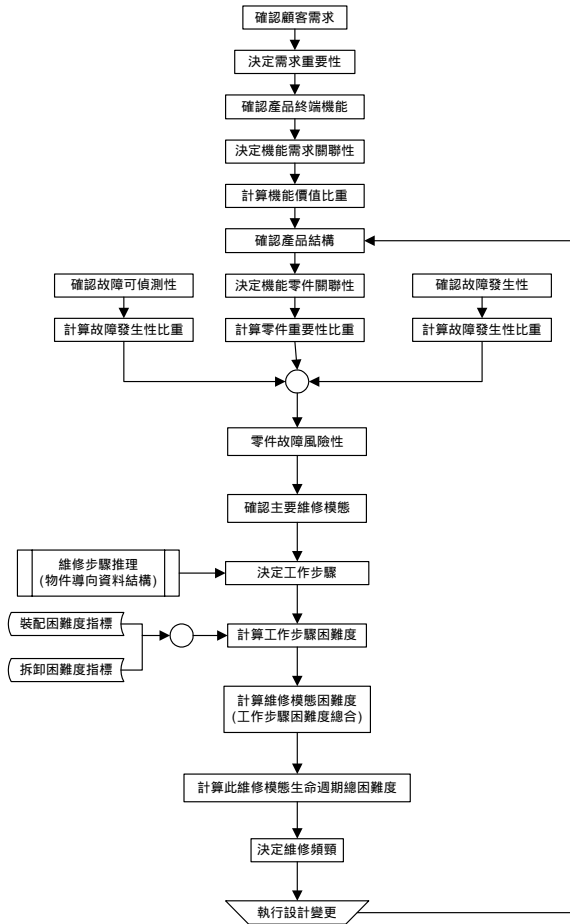 確認顧客需求
決定需求重要性
確認產品終端機能
決定機能需求關聯性
計算機能價值比重
確認產品結構
確認故障可偵測性
決定機能零件關聯性
確認故障發生性
計算故障發生性比重
計算零件重要性比重
計算故障發生性比重
零件故障風險性
確認主要維修模態
維修步驟推理
(物件導向資料結構)
決定工作步驟
裝配困難度指標
計算工作步驟困難度
拆卸困難度指標
計算維修模態困難度
(工作步驟困難度總合)
計算此維修模態生命週期總困難度
決定維修頻頸
執行設計變更